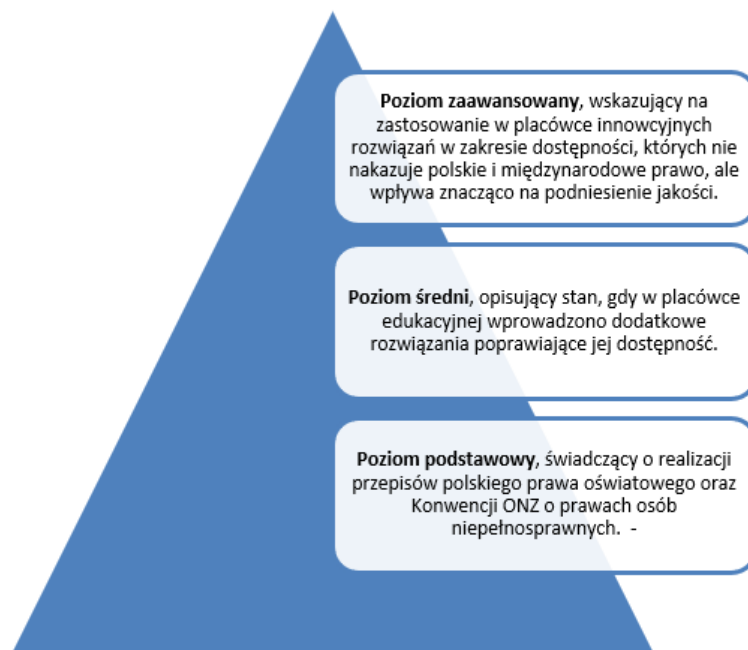 Poziom zaawansowany, wskazujący na
zastosowanie w placówce innowcyjnych
rozwiązań w zakresie dostępności, których nie
nakazuje polskie i międzynarodowe prawo, ale
wpływa znacząco na podniesienie jakości.
Poziom średni, opisujący stan, gdy w placówce
edukacyjnej wprowadzono dodatkowe
rozwiązania poprawiające jej dostępność.
Poziom podstawowy, świadczący o realizacji
przepisów polskiego prawa oświatowego oraz
Konwencji ONZ o prawach osób
niepełnosprawnych. -